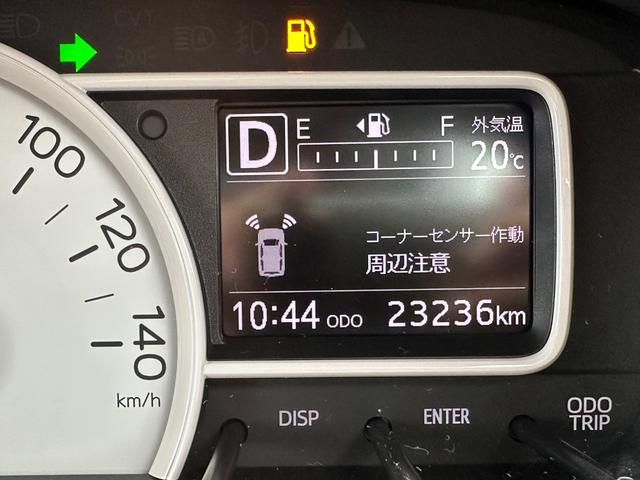 CVT
A
E F 外気温
D 20℃
コーナーセンサー作動
周辺注意
10:44 ODO 23236km
100
120
140
km/h
DISP ENTER ODO
TRIP